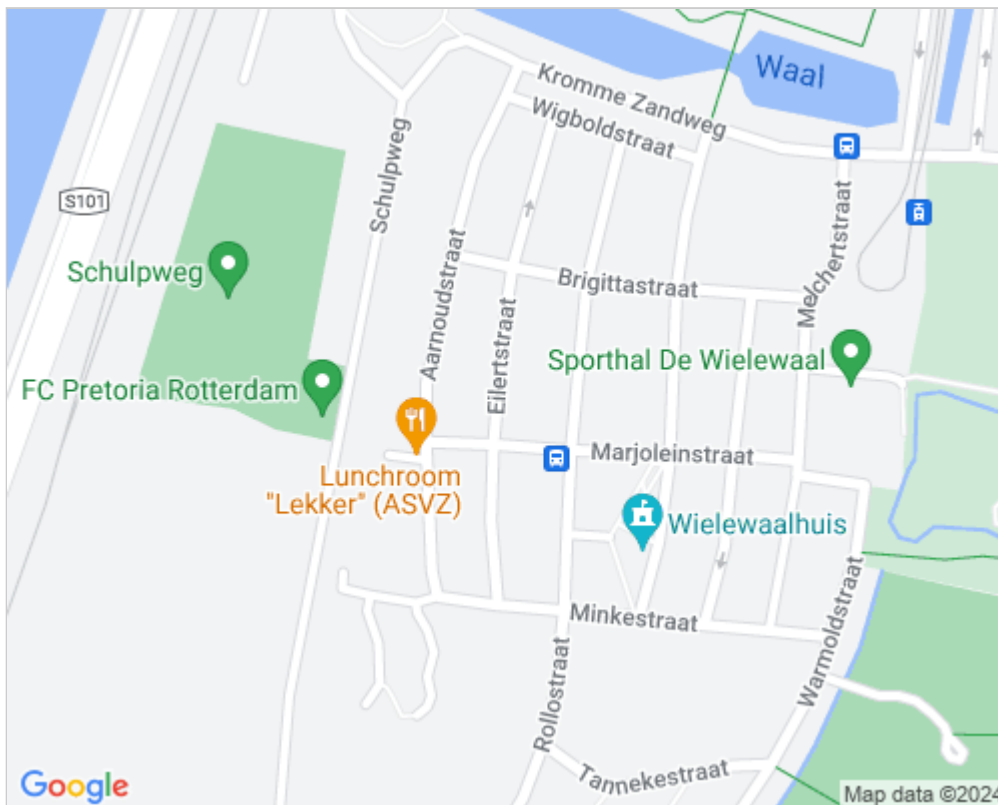 Waal
Kromme Zandweg
Wigboldstraat
Schulpweg
S101
Melchertstraat
Schulpweg
Brigittastraat
Aarnoudstraat
Eilertstraat
Sporthal De Wielewaal
FC Pretoria Rotterdam
Marjoleinstraat
Lunchroom
"Lekker" (ASVZ)
Wielewaalhuis
Minkestraat
Warmoldstraat
Rollostraat
Tannekestraat
Google
Map data ©2024